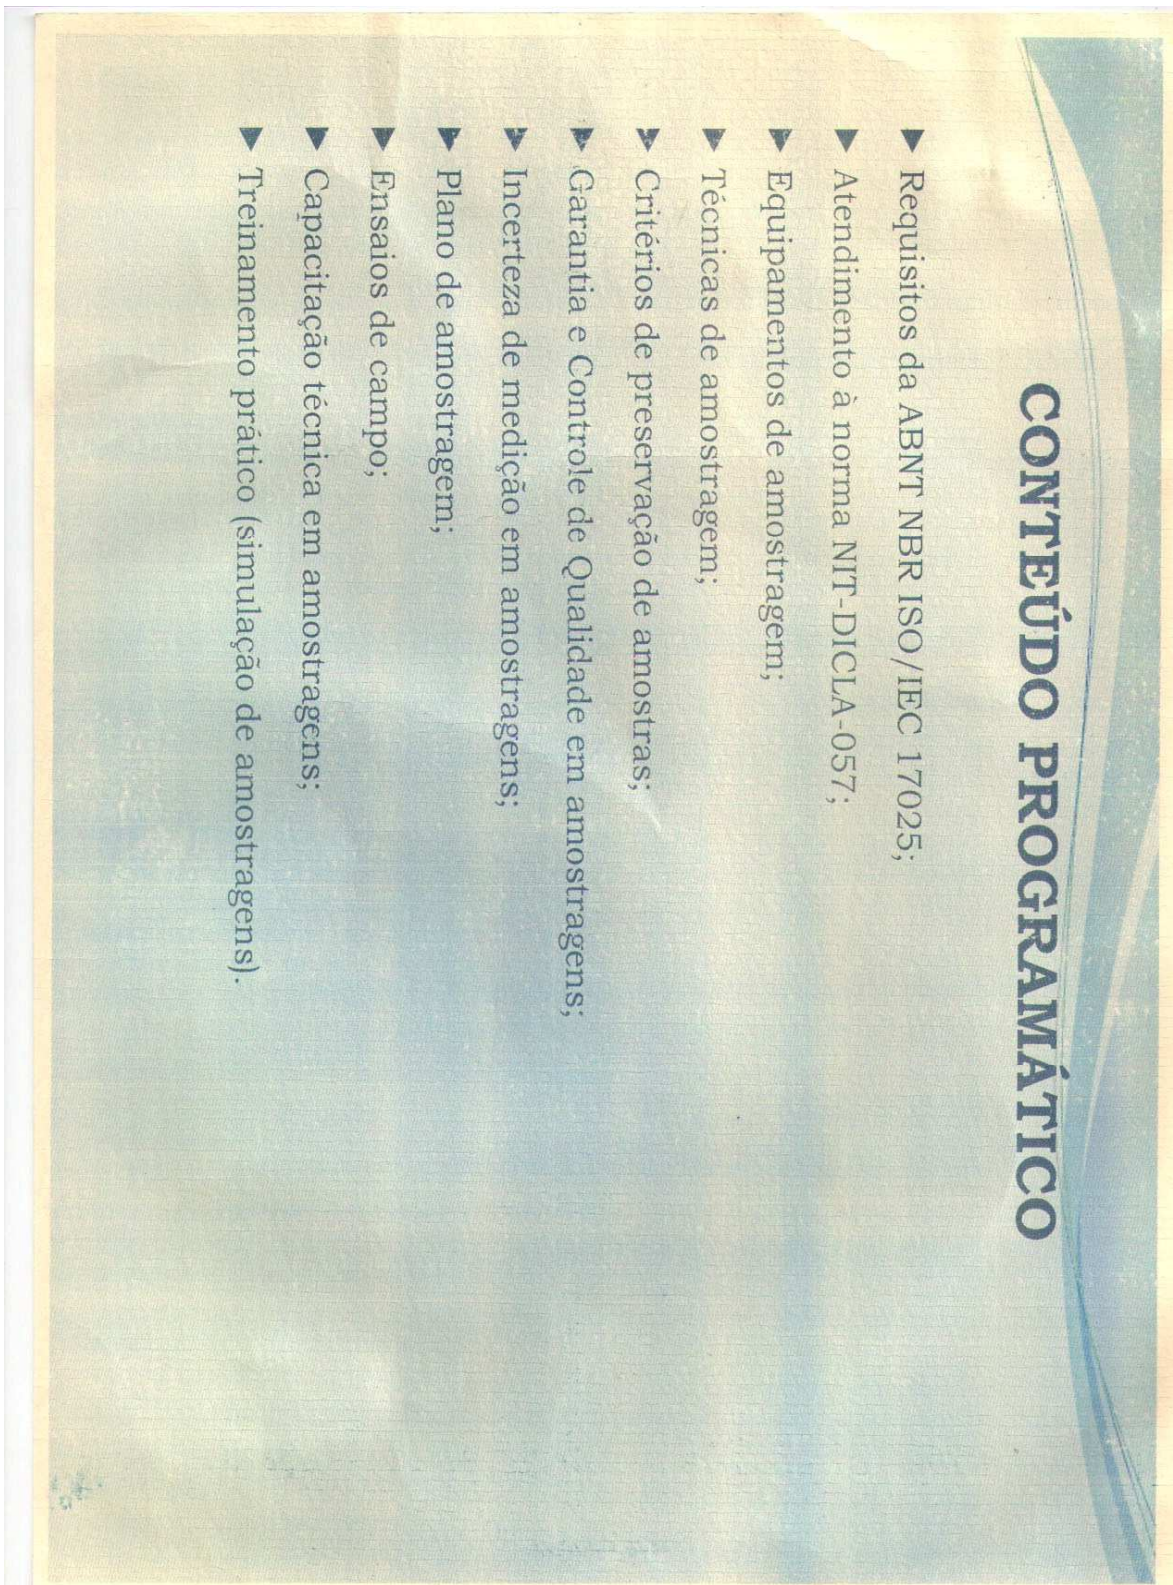 CONTEÚDO PROGRAMÁTICO
▶ Requisitos da ABNT NBR ISO/IEC 17025;
▶ Atendimento à norma NIT-DICLA-057;
▶ Equipamentos de amostragem;
▶ Técnicas de amostragem;
▶ Critérios de preservação de amostras;
▶ Garantia e Controle de Qualidade em amostragens;
▶ Incerteza de medição em amostragens;
▶ Plano de amostragem;
▶ Ensaios de campo;
▶ Capacitação técnica em amostragens;
▶ Treinamento prático (simulação de amostragens).